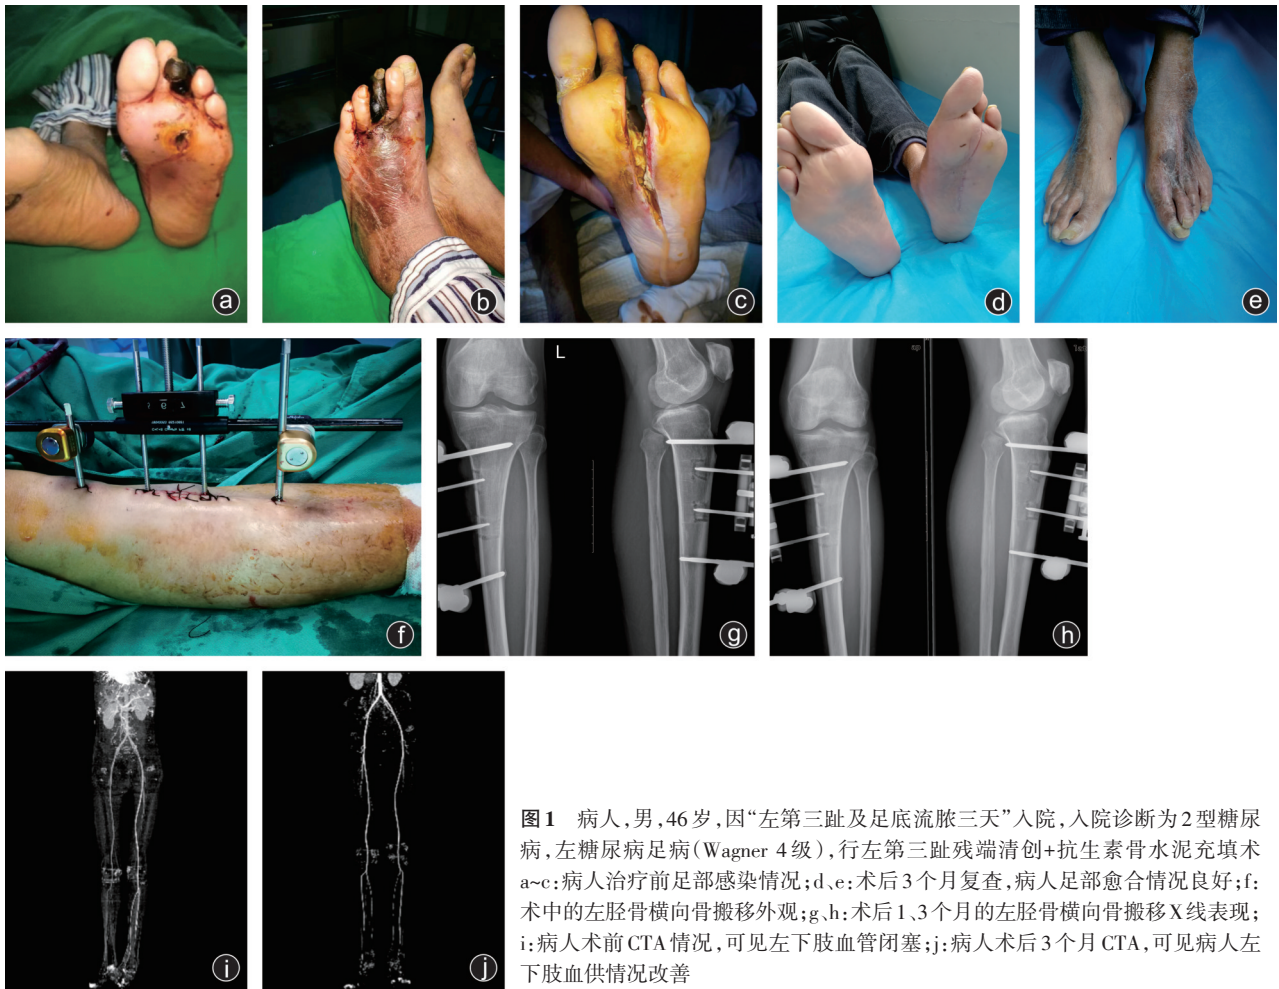 a
b
c
d
e
f
L
g
ap
h
i
j
图1 病人,男,46岁,因“左第三趾及足底流脓三天”入院,入院诊断为2型糖尿
病,左糖尿病足病(Wagner 4级),行左第三趾残端清创+抗生素骨水泥充填术
a~c:病人治疗前足部感染情况;d、e:术后3个月复查,病人足部愈合情况良好;f:
术中的左胫骨横向骨搬移外观;g、h:术后1、3个月的左胫骨横向骨搬移X线表现;
i:病人术前CTA情况,可见左下肢血管闭塞;j:病人术后3个月CTA,可见病人左
下肢血供情况改善